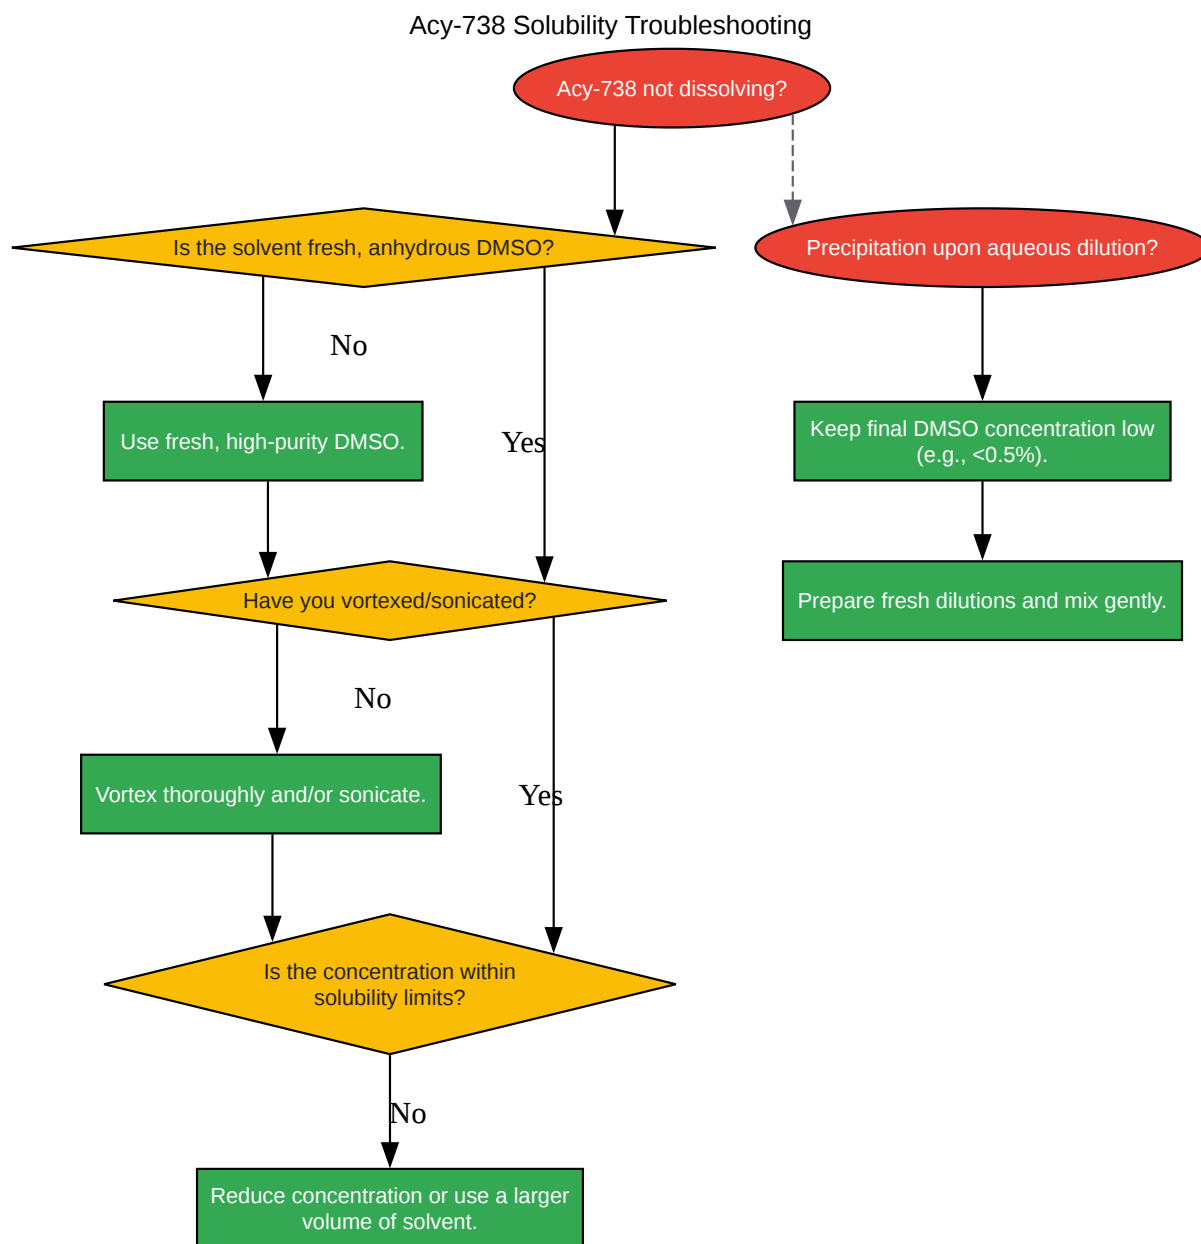 Acy-738 Solubility Troubleshooting
Acy-738 not dissolving?
Is the solvent fresh, anhydrous DMSO?
Precipitation upon aqueous dilution?
No
Use fresh, high-purity DMSO.
Yes
Keep final DMSO concentration low
(e.g., <0.5%).
Have you vortexed/sonicated?
Prepare fresh dilutions and mix gently.
No
Vortex thoroughly and/or sonicate.
Yes
Is the concentration within
solubility limits?
No
Reduce concentration or use a larger
volume of solvent.